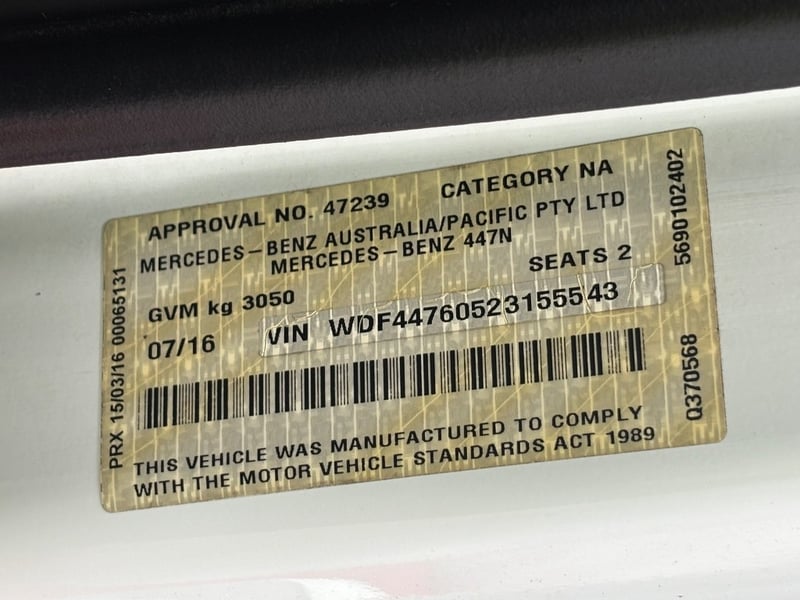 APPROVAL NO. 47239 CATEGORY NA
MERCEDES-BENZ AUSTRALIA/PACIFIC PTY LTD
MERCEDES-BENZ 447N
SEATS 2
GVM kg 3050
07/16 VIN WDF44760523155543
THIS VEHICLE WAS MANUFACTURED TO COMPLY
WITH THE MOTOR VEHICLE STANDARDS ACT 1989
PRX 15/03/16 00065131
5690102402
Q370568